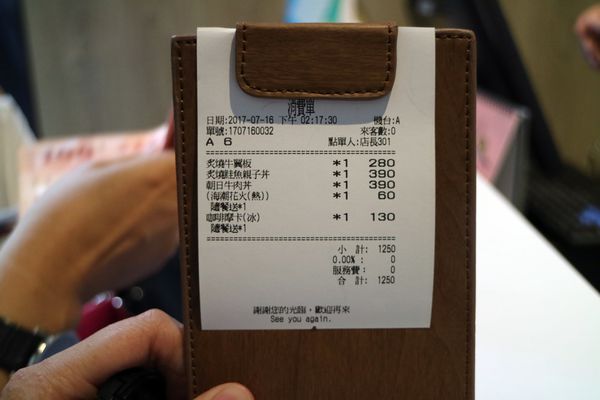 消費單
日期:2017-07-16 下午 02:17:30 機台:A
單號:1707160032 來客數:0
A 6 點單人:店長301
炙燒牛翼板 *1 280
炙燒鮭魚親子丼 *1 390
朝日牛肉丼 *1 390
(海潮花火(熱)) *1 60
隨餐送*1
咖啡摩卡(冰) *1 130
隨餐送*1
小 計: 1250
0.00% : 0
服務費: 0
合 計: 1250
謝謝您的光臨，歡迎再來
See you again.